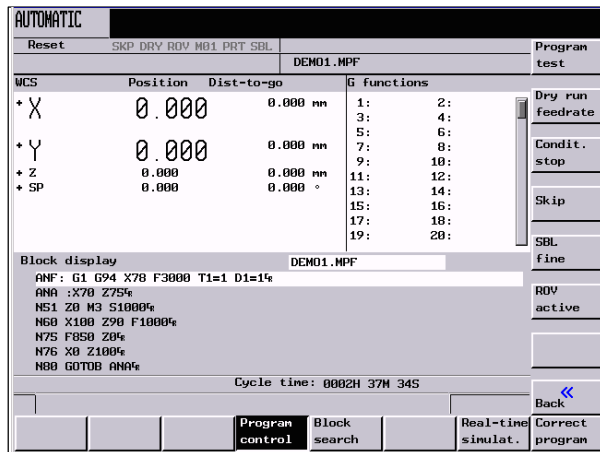 AUTOMATIC
Reset SKP DRY ROV M01 PRT SBL
DEMO1.MPF
Program test
WCS Position Dist-to-go G functions
+ X 0.000 0.000 mm
+ Y 0.000 0.000 mm
+ Z 0.000 0.000 mm
+ SP 0.000 0.000 °
1: 2:
3: 4:
5: 6:
7: 8:
9: 10:
11: 12:
13: 14:
15: 16:
17: 18:
19: 20:
Dry run feedrate
Condit. stop
Skip
SBL fine
ROV active
Block display DEMO1.MPF
ANF: G1 G94 X78 F3000 T1=1 D1=1
ANA :X70 Z75
N51 Z0 M3 S1000
N60 X100 Z90 F1000
N75 F850 Z0
N76 X0 Z100
N80 GOTOB ANA
Cycle time: 0002H 37M 34S
« Back
Program control
Block search
Real-time simulat.
Correct program